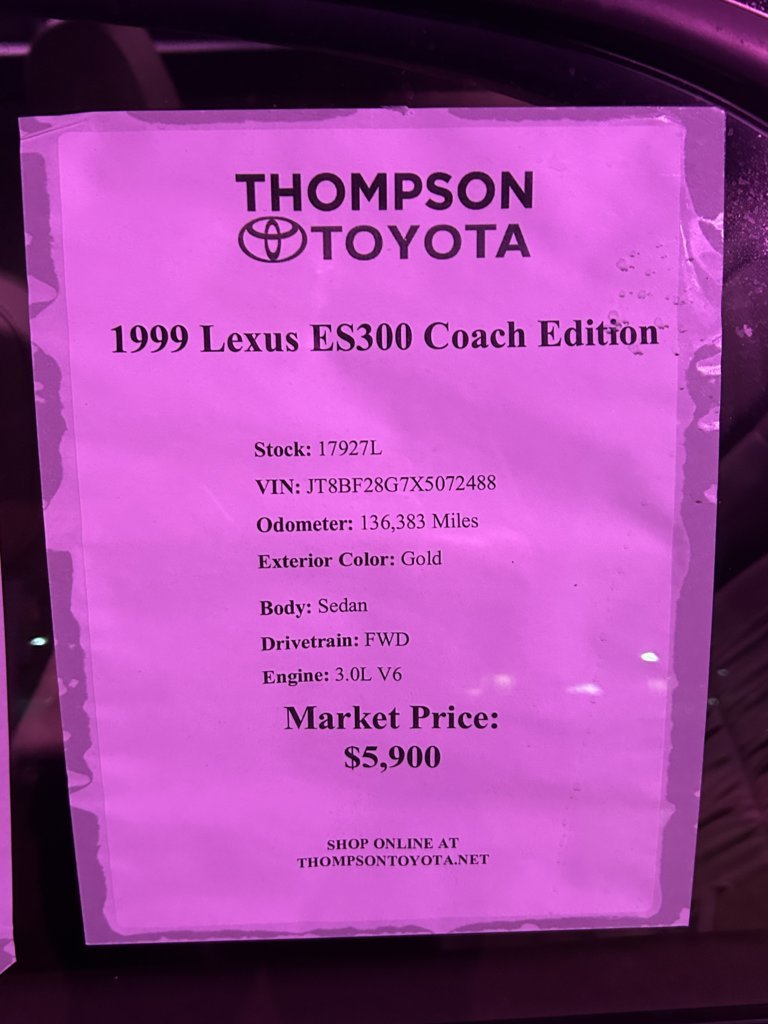 THOMPSON
TOYOTA
1999 Lexus ES300 Coach Edition
Stock: 17927L
VIN: JT8BF28G7X5072488
Odometer: 136,383 Miles
Exterior Color: Gold
Body: Sedan
Drivetrain: FWD
Engine: 3.0L V6
Market Price:
$5,900
SHOP ONLINE AT
THOMPSONTOYOTA.NET